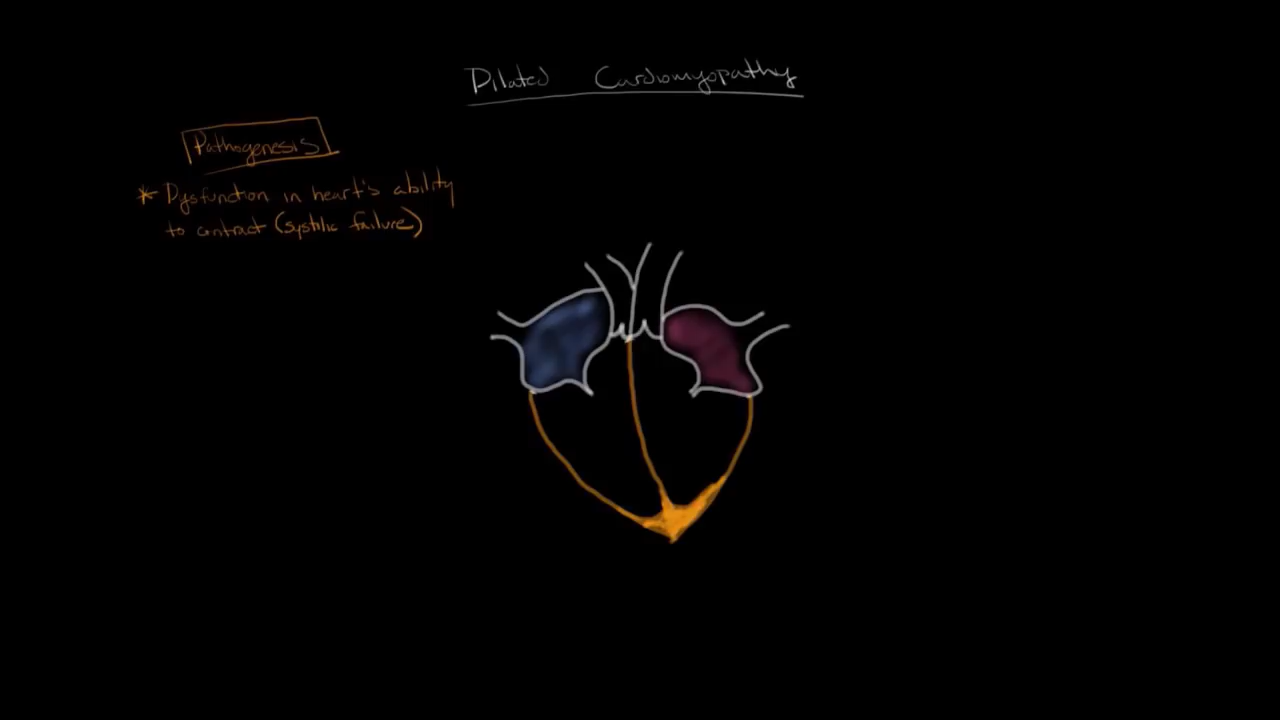 Dilated Cardiomyopathy
Pathogenesis
* Dysfunction in heart's ability
to contract (systolic failure)